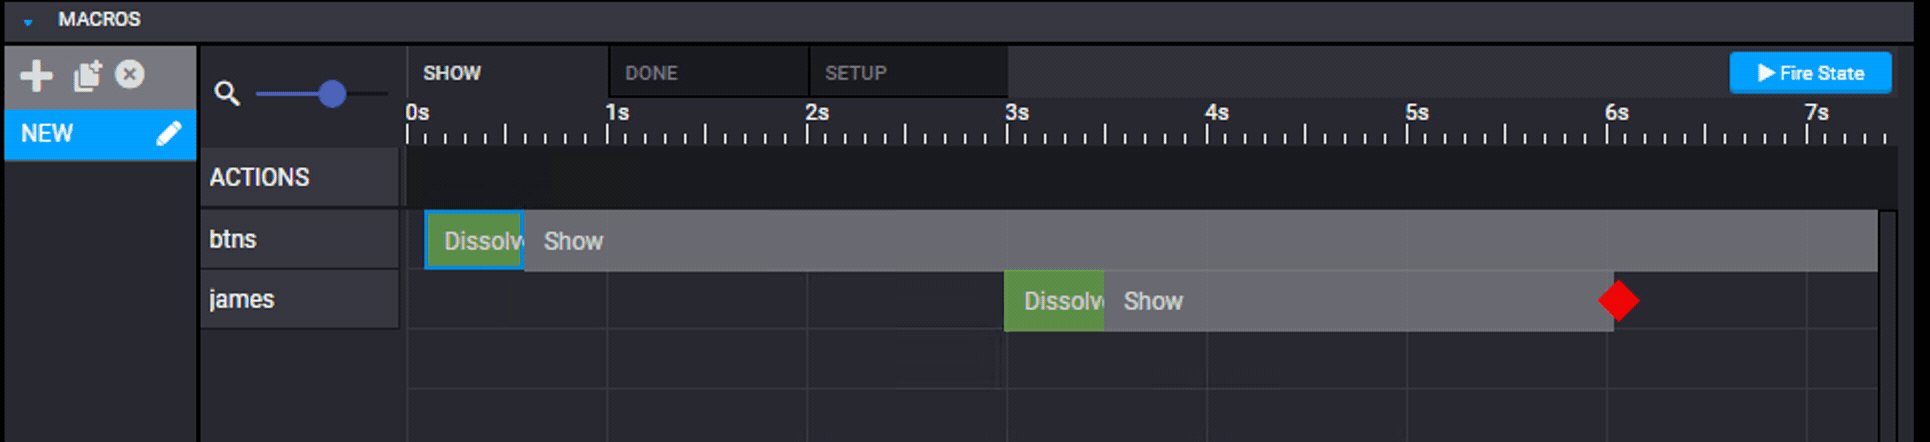 MACROS
SHOW DONE SETUP Fire State
0s 1s 2s 3s 4s 5s 6s 7s
NEW
ACTIONS
btns Dissolv Show
james Dissolv Show